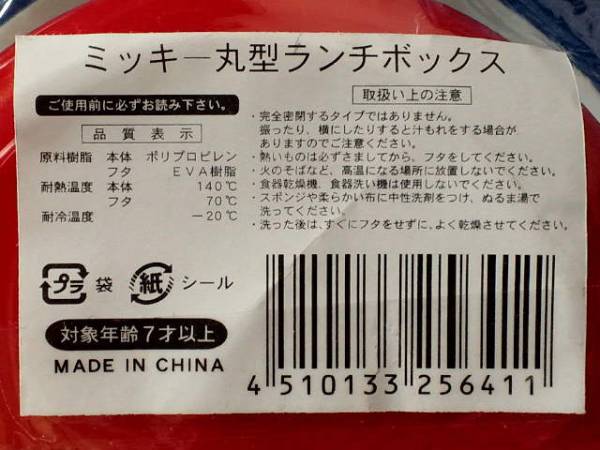 ミッキー丸型ランチボックス
ご使用前に必ずお読み下さい。
品質表示
原料樹脂 本体 ポリプロピレン
フタ EVA樹脂
耐熱温度 本体 140℃
フタ 70℃
耐冷温度 －20℃
取扱い上の注意
・完全密閉するタイプではありません。
振ったり、横にしたりすると汁もれをする場合が
ありますのでご注意ください。
・熱いものは必ずさましてから、フタをしてください。
・火のそばなど、高温になる場所に放置しないでください。
・食器乾燥機、食器洗い機は使用しないでください。
・スポンジや柔らかい布に中性洗剤をつけ、ぬるま湯で
洗ってください。
・洗った後は、すぐにフタをせずに、よく乾燥させてください。
プラ 袋 紙 シール
対象年齢7才以上
MADE IN CHINA
4 510133 256411